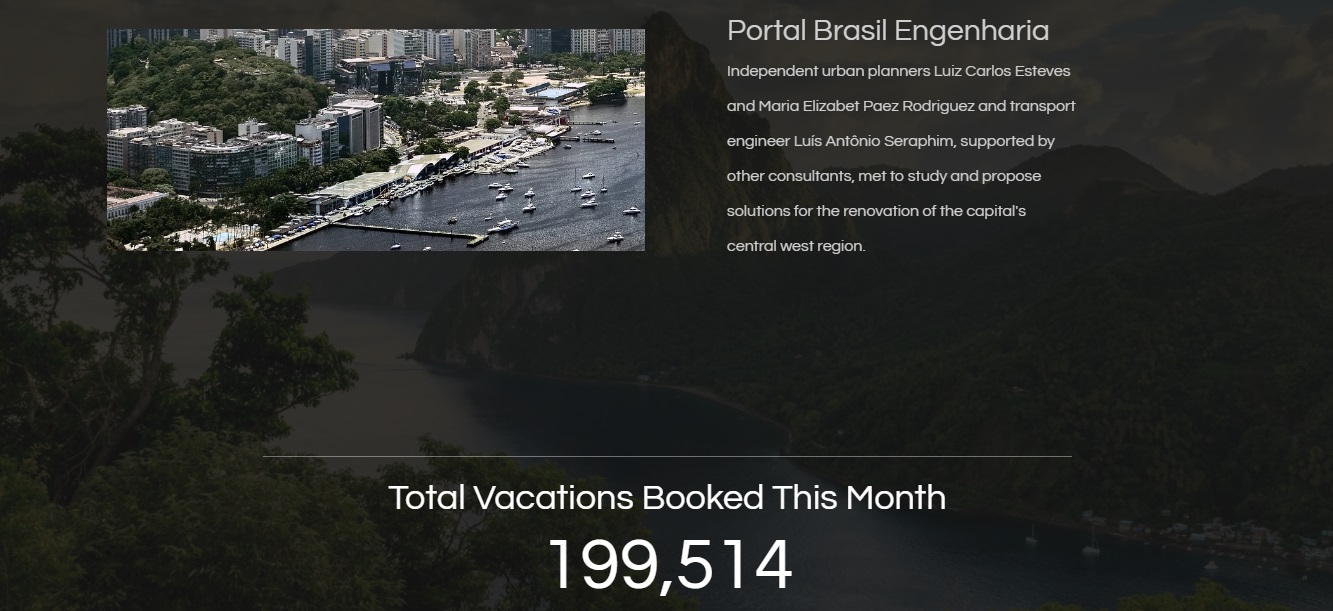 Portal Brasil Engenharia
Independent urban planners Luiz Carlos Esteves
and Maria Elizabet Paez Rodriguez and transport
engineer Luís Antônio Seraphim, supported by
other consultants, met to study and propose
solutions for the renovation of the capital's
central west region.
Total Vacations Booked This Month
199,514